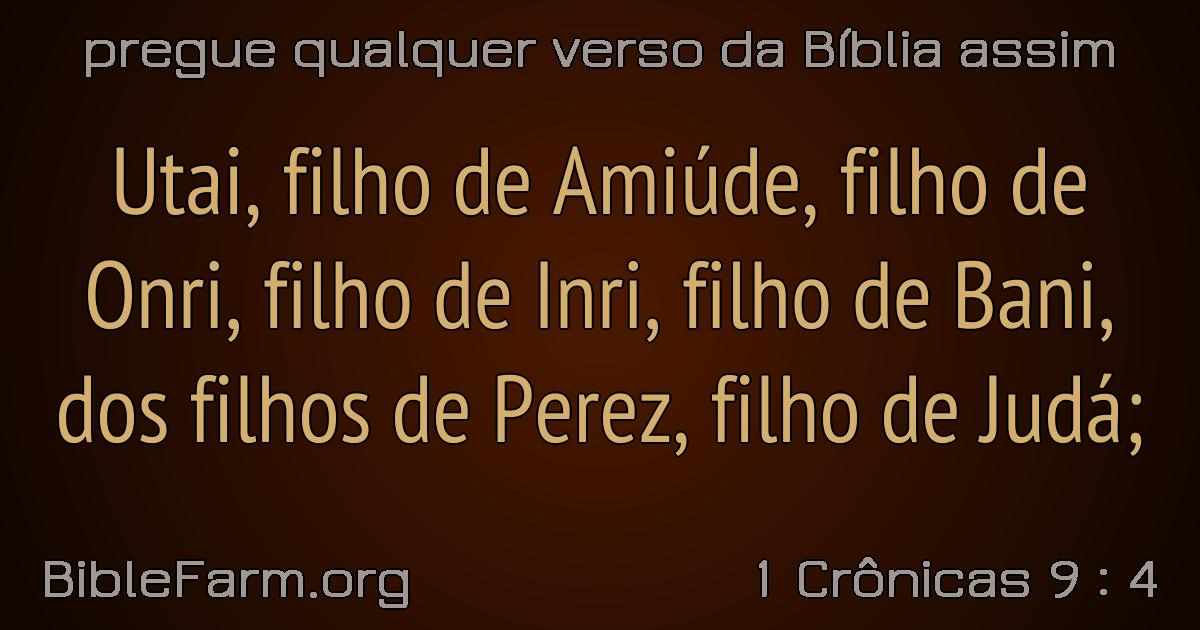 pregue qualquer verso da Bíblia assim
Utai, filho de Amiúde, filho de
Onri, filho de Inri, filho de Bani,
dos filhos de Perez, filho de Judá;
BibleFarm.org
1 Crônicas 9 : 4